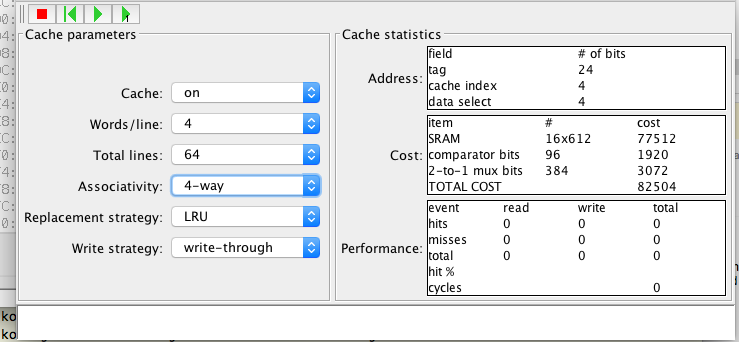 Cache parameters
Cache: on
Words/line: 4
Total lines: 64
Associativity: 4-way
Replacement strategy: LRU
Write strategy: write-through
Cache statistics
Address:
field # of bits
tag 24
cache index 4
data select 4
Cost:
item # cost
SRAM 16x612 77512
comparator bits 96 1920
2-to-1 mux bits 384 3072
TOTAL COST 82504
Performance:
event read write total
hits 0 0 0
misses 0 0 0
total 0 0 0
hit %
cycles 0
ko
ko